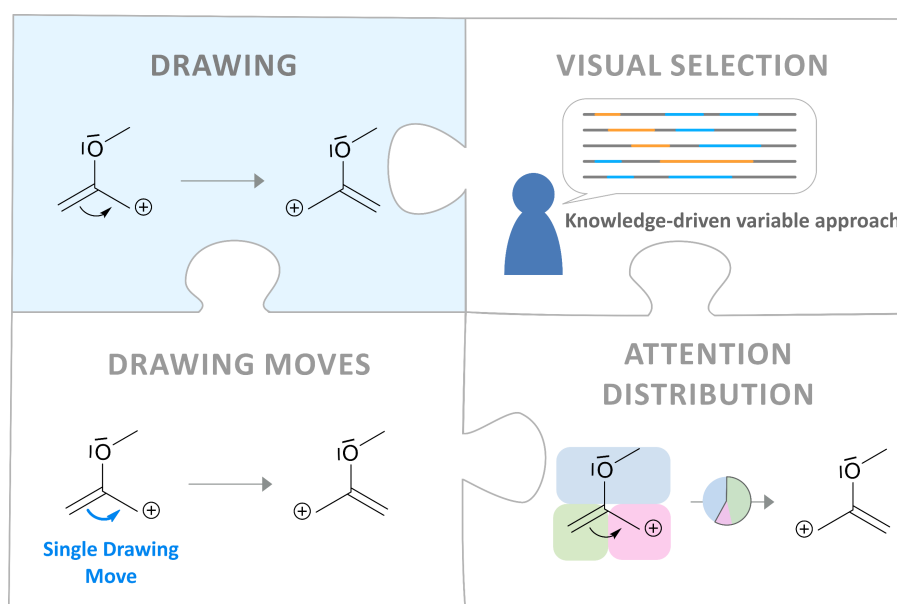 DRAWING
O
⊕
O
⊕
VISUAL SELECTION
Knowledge-driven variable approach
DRAWING MOVES
O
⊕
O
⊕
Single Drawing
Move
ATTENTION
DISTRIBUTION
O
⊕
O
⊕